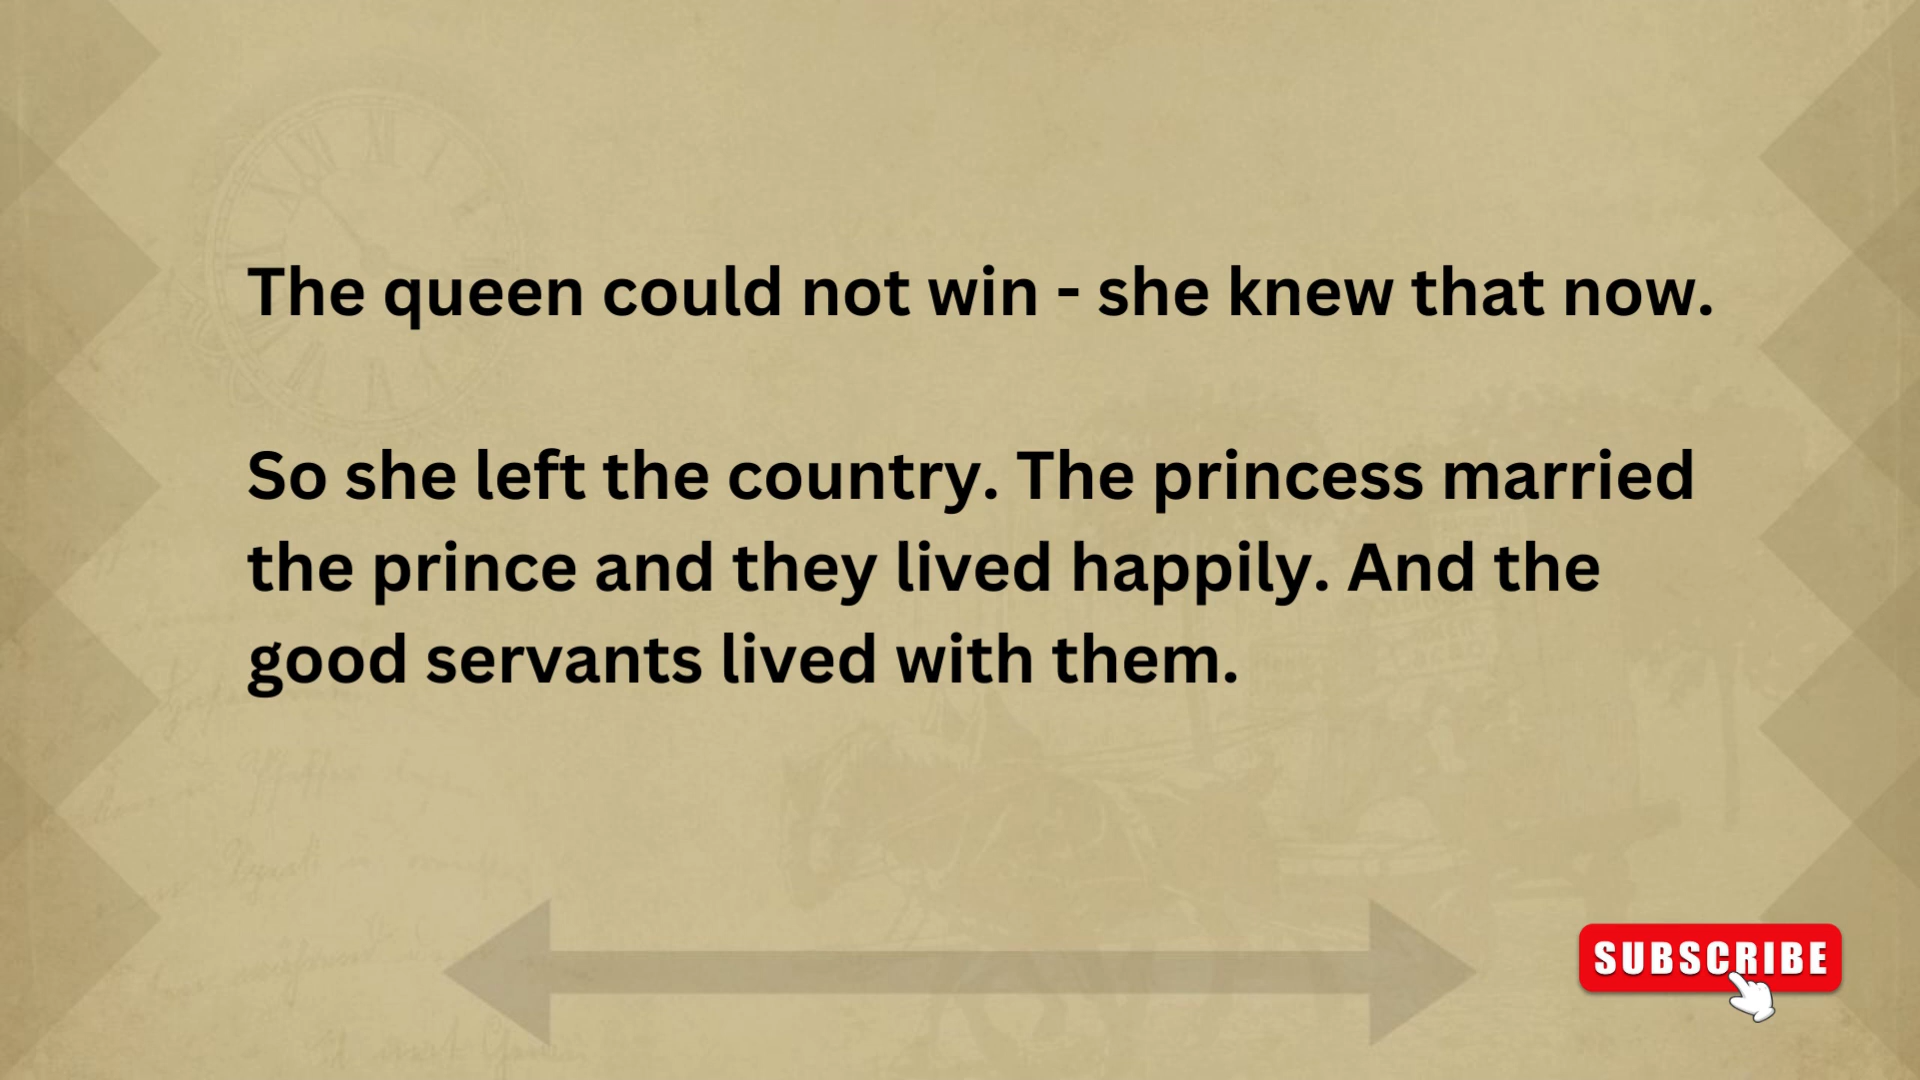 The queen could not win - she knew that now.
So she left the country. The princess married
the prince and they lived happily. And the
good servants lived with them.
SUBSCRIBE